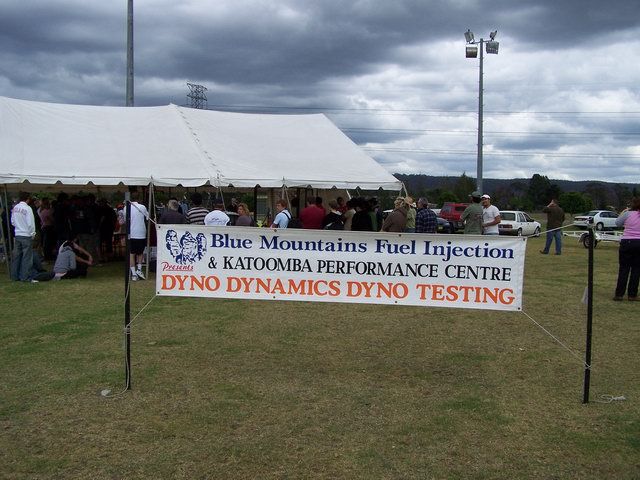 Blue Mountains Fuel Injection
Presents
& KATOOMBA PERFORMANCE CENTRE
DYNO DYNAMICS DYNO TESTING